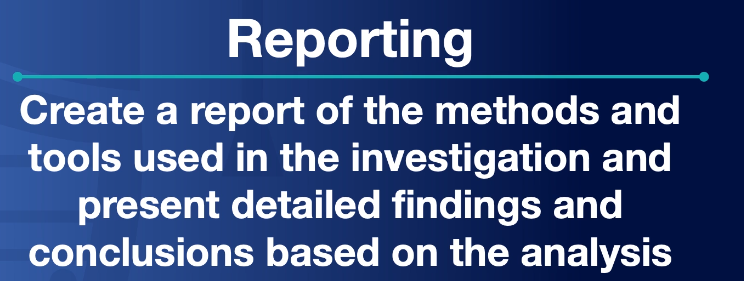 Reporting
Create a report of the methods and
tools used in the investigation and
present detailed findings and
conclusions based on the analysis